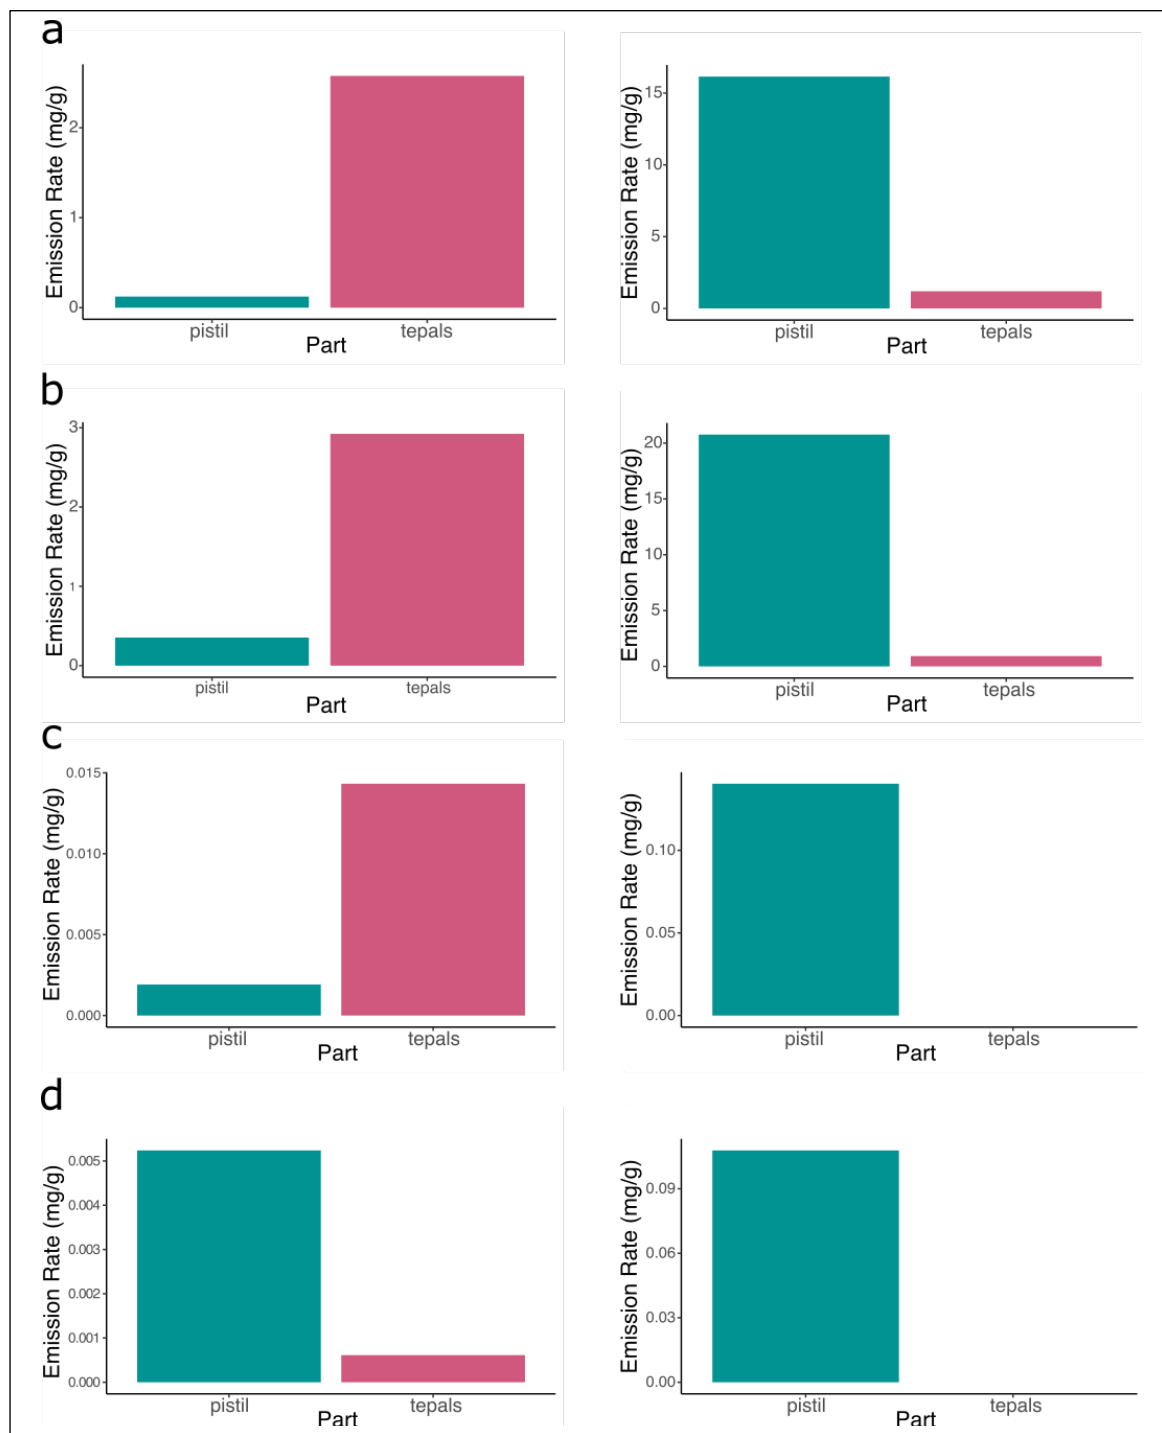 a
Emission Rate (mg/g)
2
1
0
pistil
tepals
Part
Emission Rate (mg/g)
15
10
5
0
pistil
tepals
Part
b
Emission Rate (mg/g)
3
2
1
0
pistil
tepals
Part
Emission Rate (mg/g)
20
15
10
5
0
pistil
tepals
Part
c
Emission Rate (mg/g)
0.015
0.010
0.005
0.000
pistil
tepals
Part
Emission Rate (mg/g)
0.10
0.05
0.00
pistil
tepals
Part
d
Emission Rate (mg/g)
0.005
0.004
0.003
0.002
0.001
0.000
pistil
tepals
Part
Emission Rate (mg/g)
0.09
0.06
0.03
0.00
pistil
tepals
Part